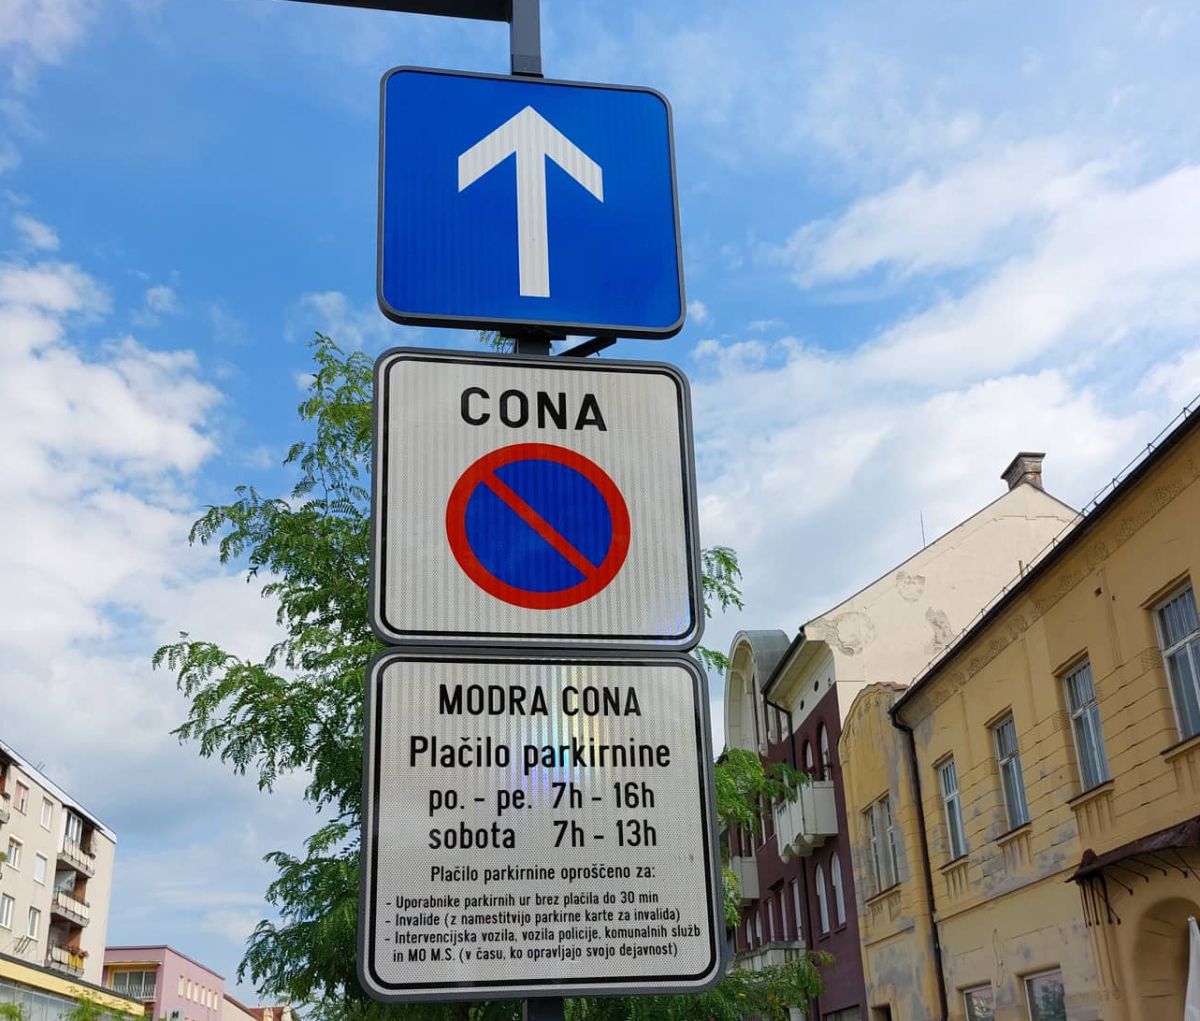 CONA
MODRA CONA
Plačilo parkirnine
po. - pe. 7h - 16h
sobota 7h - 13h
Plačilo parkirnine oproščeno za:
- Uporabnike parkirnih ur brez plačila do 30 min
- Invalide (z namestitvijo parkirne karte za invalida)
- Intervencijska vozila, vozila policije, komunalnih služb
in MO M.S. (v času, ko opravljajo svojo dejavnost)